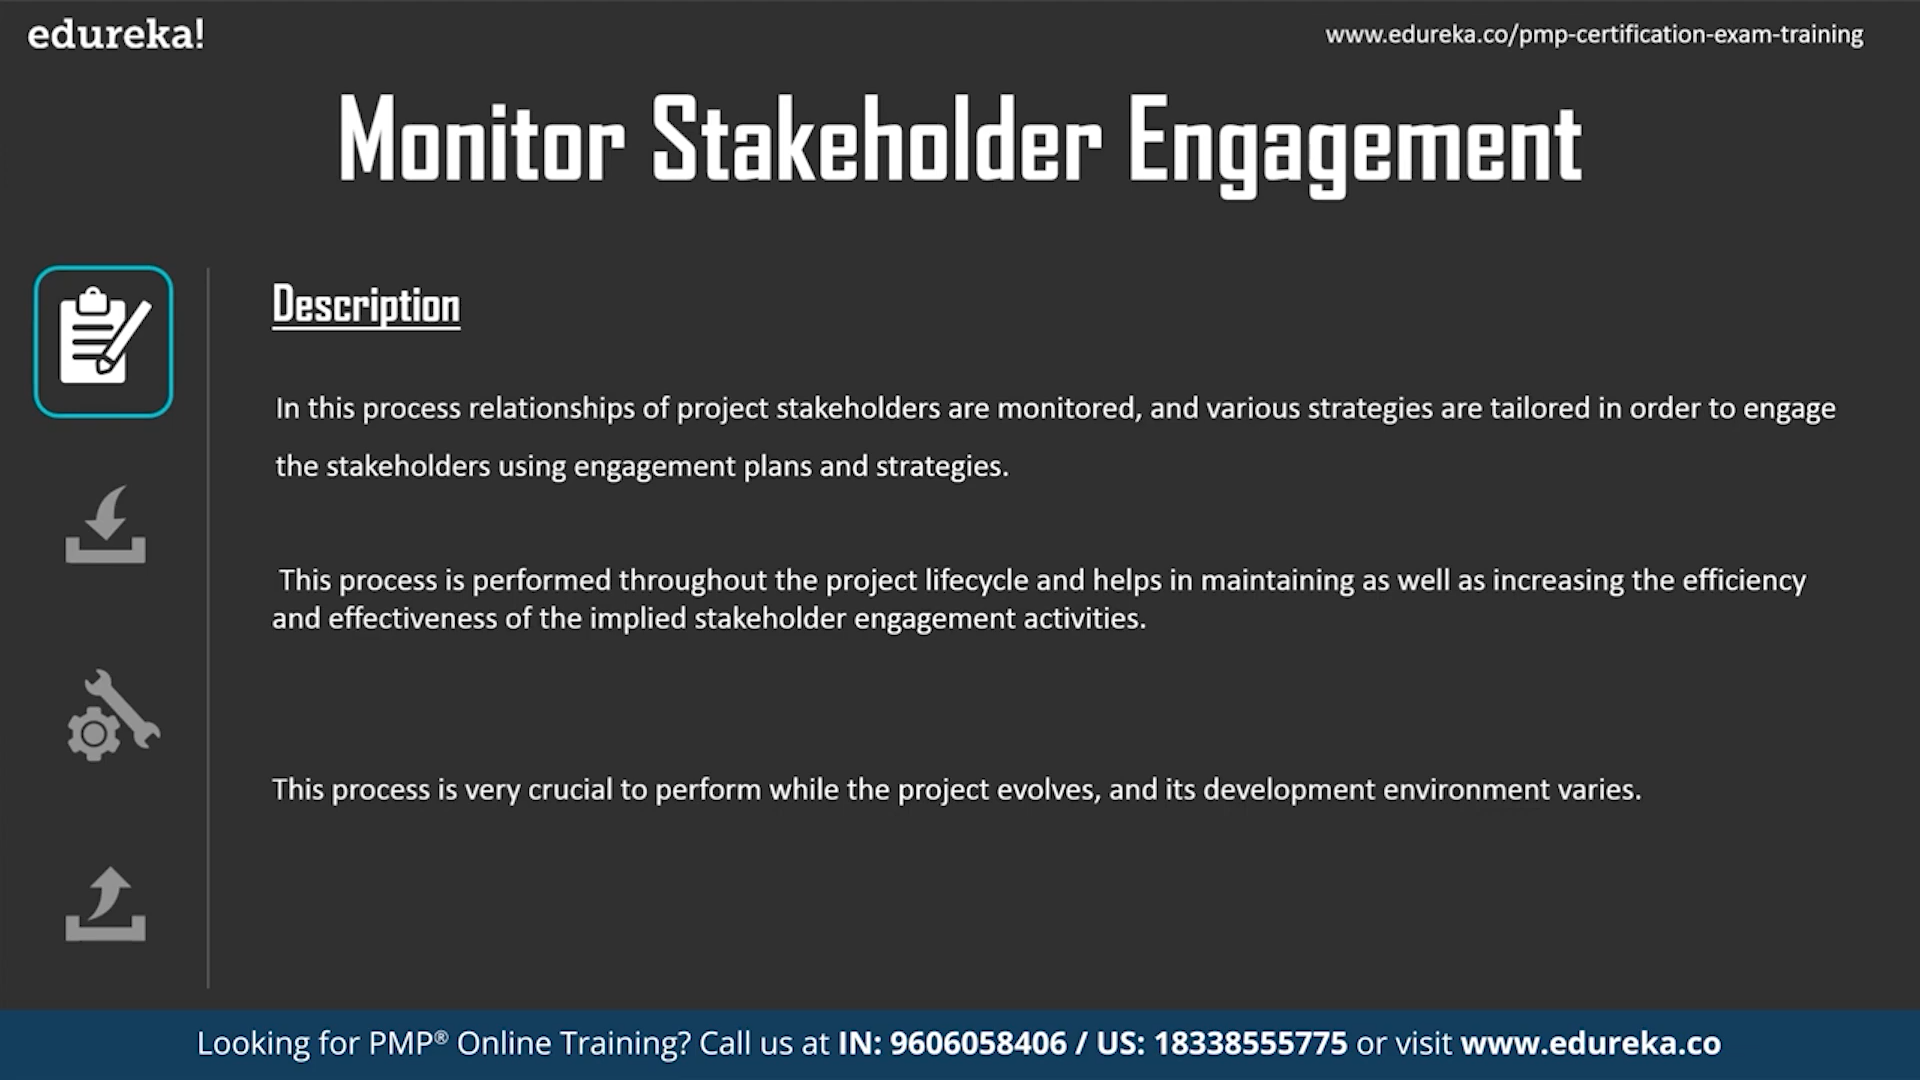 edureka!
www.edureka.co/pmp-certification-exam-training
Monitor Stakeholder Engagement
Description
In this process relationships of project stakeholders are monitored, and various strategies are tailored in order to engage
the stakeholders using engagement plans and strategies.
This process is performed throughout the project lifecycle and helps in maintaining as well as increasing the efficiency
and effectiveness of the implied stakeholder engagement activities.
This process is very crucial to perform while the project evolves, and its development environment varies.
Looking for PMP® Online Training? Call us at IN: 9606058406 / US: 18338555775 or visit www.edureka.co